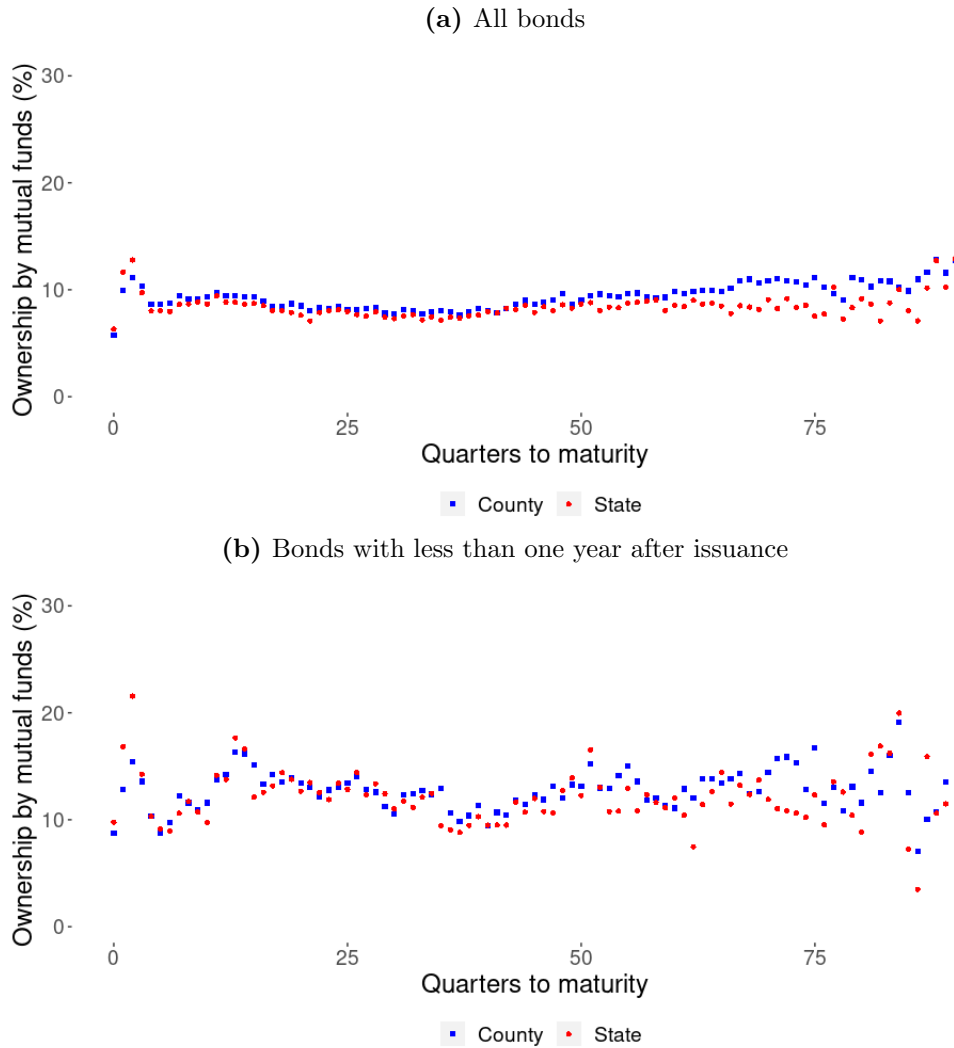 (a) All bonds
Ownership by mutual funds (%)
30
20
10
0
0 25 50 75
Quarters to maturity
County State
(b) Bonds with less than one year after issuance
Ownership by mutual funds (%)
30
20
10
0
0 25 50 75
Quarters to maturity
County State